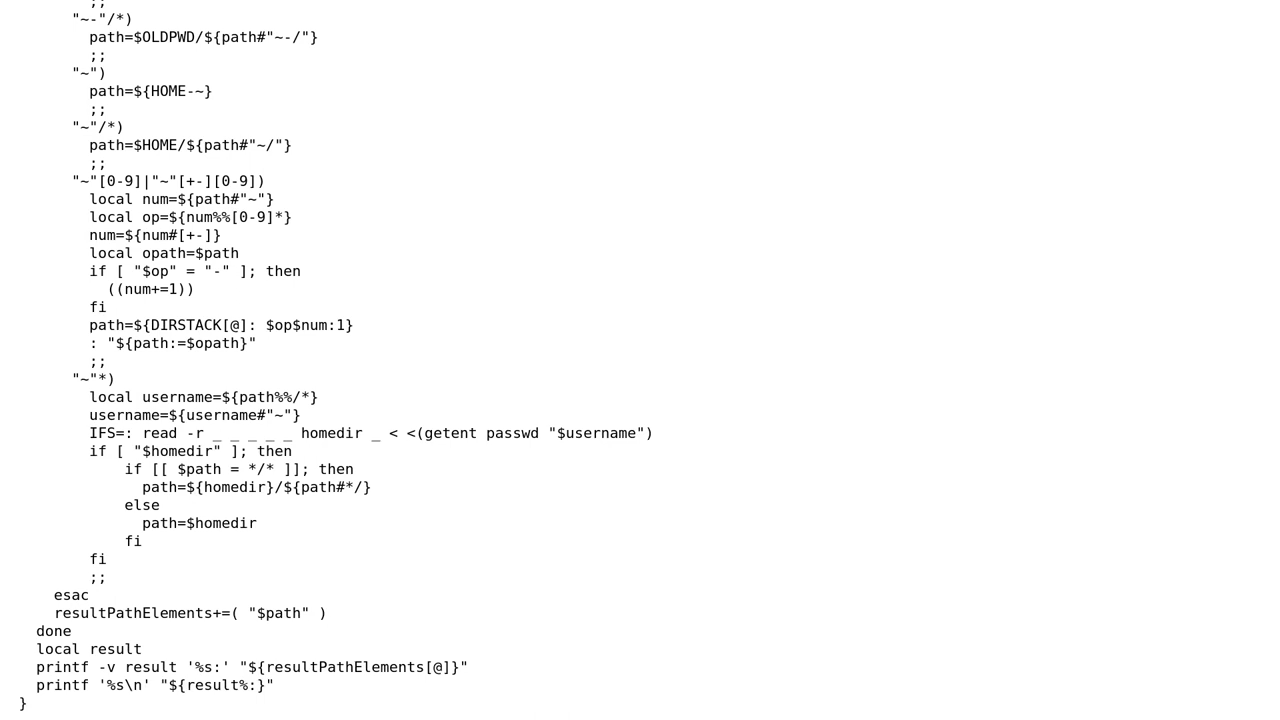 ;;
"~-"/*)
path=$OLDPWD/${path#"~-/"}
;;
"~")
path=${HOME-~}
;;
"~"/*)
path=$HOME/${path#"~/"}
;;
"~"[0-9]|"~"[+-][0-9])
local num=${path#"~"}
local op=${num%%[0-9]*}
num=${num#[+-]}
local opath=$path
if [ "$op" = "-" ]; then
((num+=1))
fi
path=${DIRSTACK[@]: $op$num:1}
: "${path:=$opath}"
;;
"~"*)
local username=${path%%/*}
username=${username#"~"}
IFS=: read -r _ _ _ _ _ homedir _ < <(getent passwd "$username")
if [ "$homedir" ]; then
if [[ $path = */* ]]; then
path=${homedir}/${path#*/}
else
path=$homedir
fi
fi
;;
esac
resultPathElements+=( "$path" )
done
local result
printf -v result '%s:' "${resultPathElements[@]}"
printf '%s\n' "${result%:}"
}